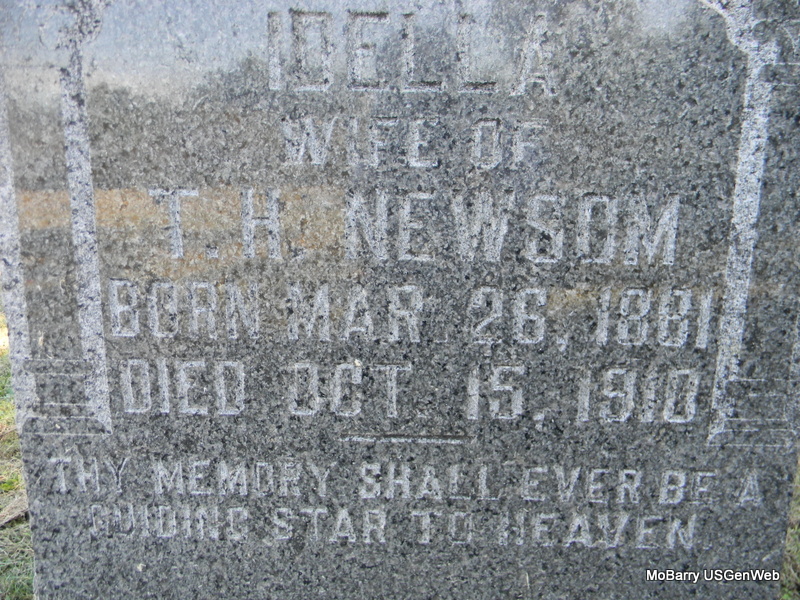 IDELLA
WIFE OF
T. H. NEWSOM
BORN MAR 26, 1881
DIED OCT. 15, 1910
THY MEMORY SHALL EVER BE A
GUIDING STAR TO HEAVEN.
MoBarry USGenWeb